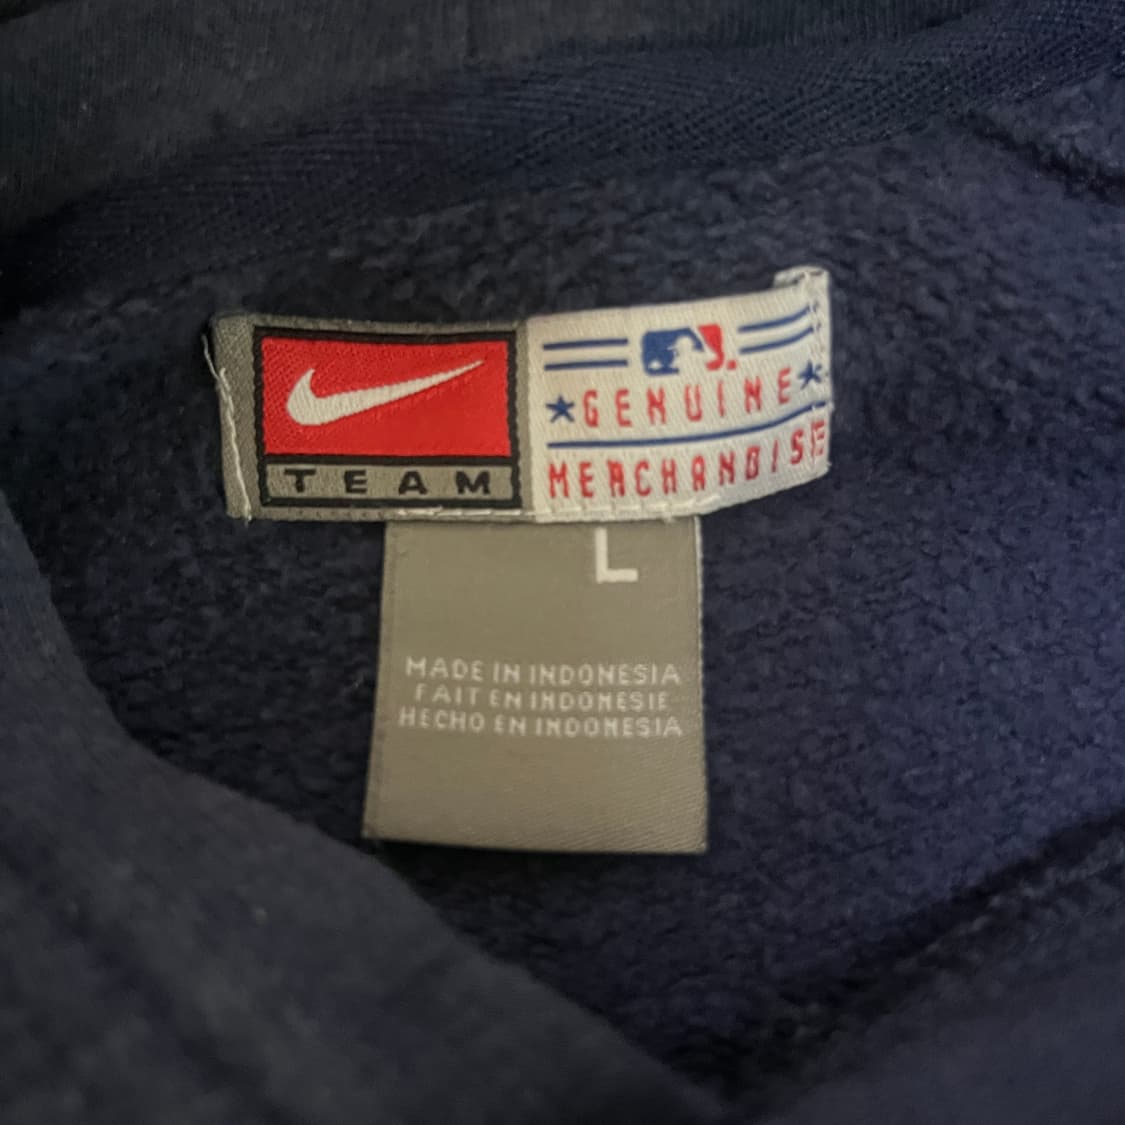 TEAM
GENUINE
MERCHANDISE
L
MADE IN INDONESIA
FAIT EN INDONESIE
HECHO EN INDONESIA